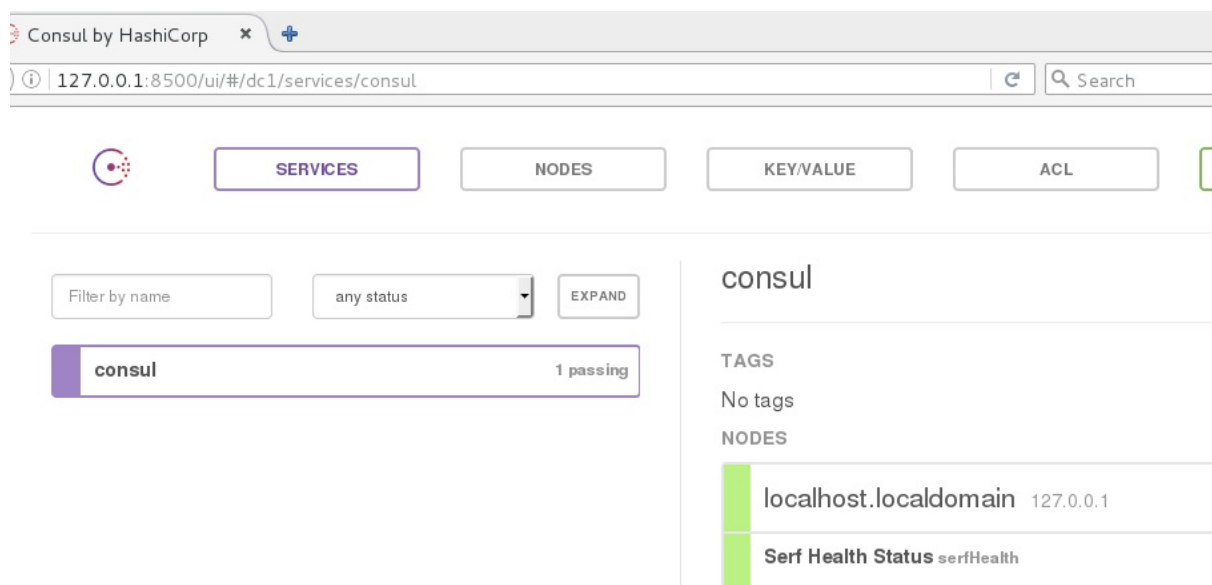 Consul by HashiCorp
127.0.0.1:8500/ui/#/dc1/services/consul
Search
SERVICES
NODES
KEY/VALUE
ACL
Filter by name
any status
EXPAND
consul
1 passing
consul
TAGS
No tags
NODES
localhost.localdomain 127.0.0.1
Serf Health Status serfHealth